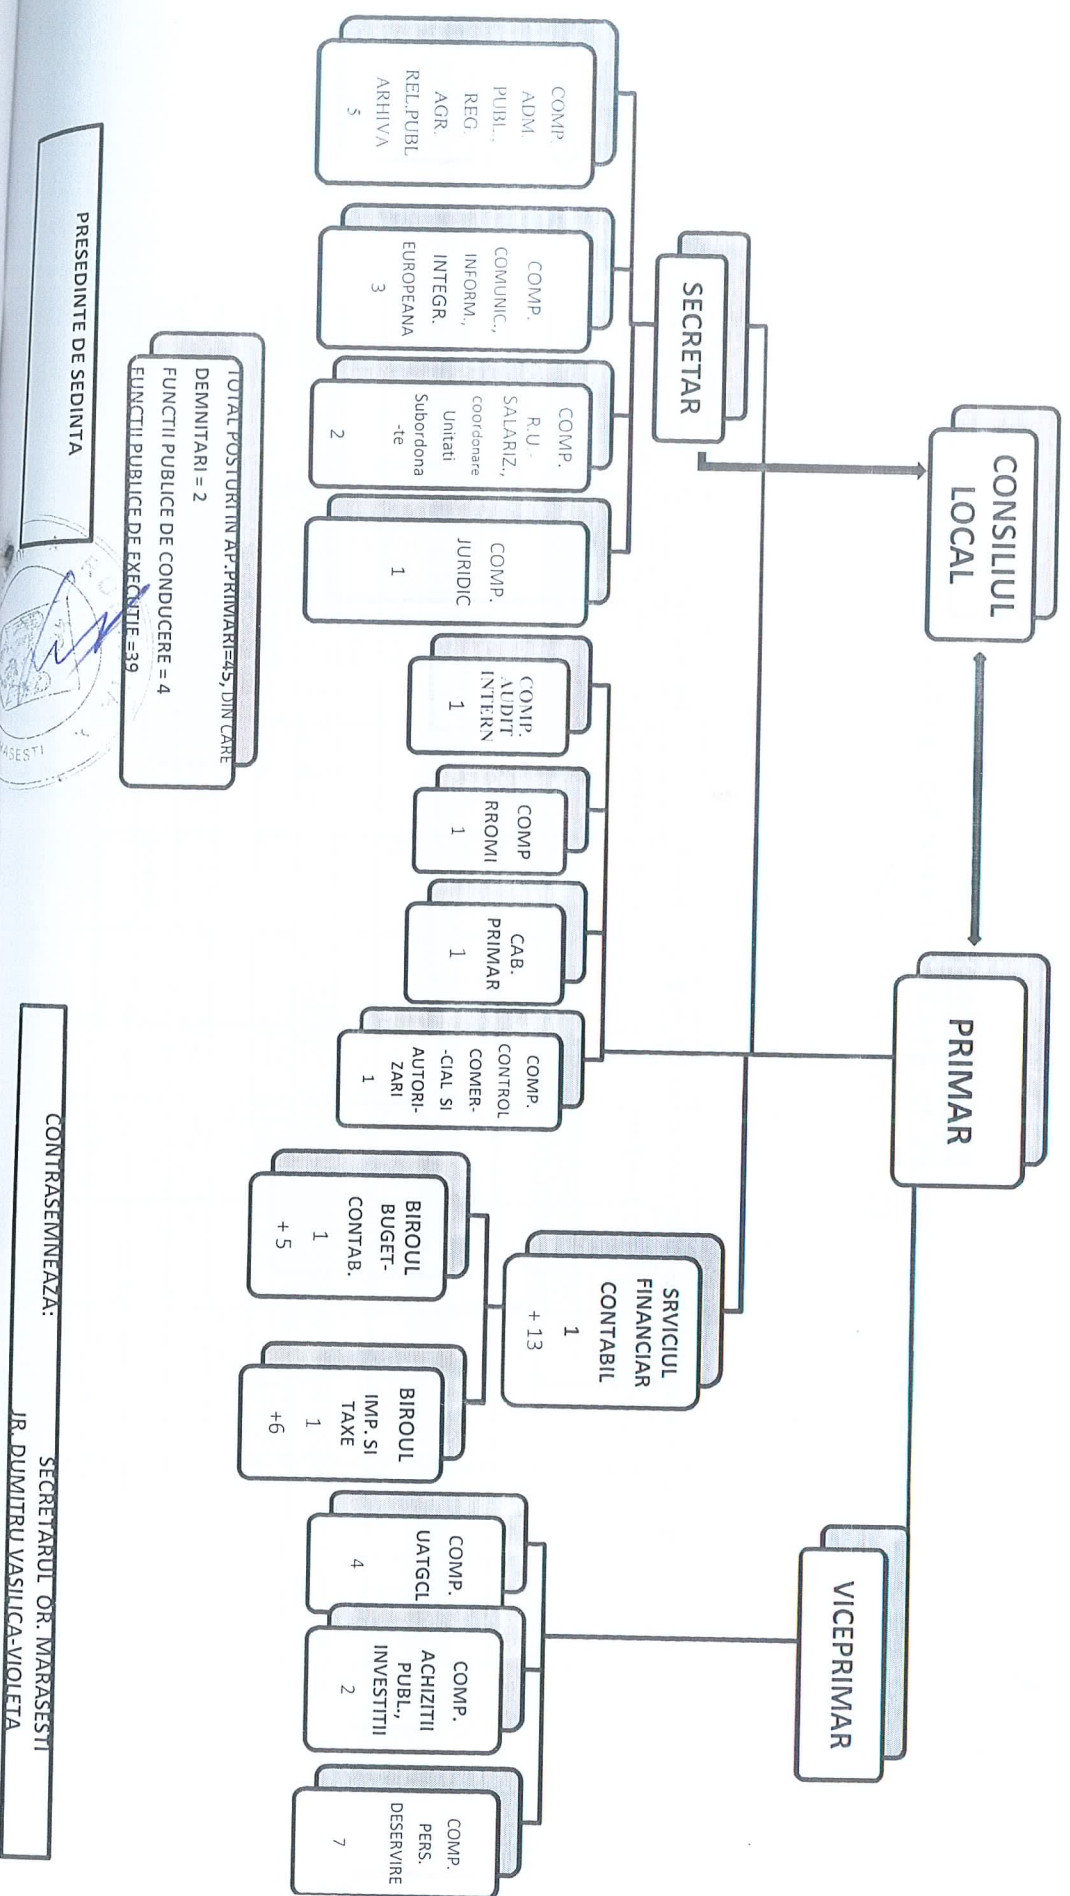 CONSILIUL
LOCAL
PRIMAR
VICEPRIMAR
SECRETAR
SRVICIUL
FINANCIAR
CONTABIL
1
+ 13
COMP.
ADM.
PUBL.,
REG.
AGR.
REL.PUBL
ARHIVA
5
COMP.
COMUNIC.,
INFORM.,
INTEGR.
EUROPEANA
3
COMP.
R.U.-
SALARIZ.,
coordonare
Unitati
Subordona
-te
2
COMP.
JURIDIC
1
COMP.
AUDIT
INTERN
1
COMP
RROMI
1
CAB.
PRIMAR
1
COMP.
CONTROL
COMER-
-CIAL SI
AUTORI-
ZARI
1
BIROUL
BUGET-
CONTAB.
1
+ 5
BIROUL
IMP. SI
TAXE
1
+6
COMP.
UATGCL
4
COMP.
ACHIZITII
PUBL.,
INVESTITII
2
COMP.
PERS.
DESERVIRE
7
TOTAL POSTURI IN AP.PRIMARI=45, DIN CARE
DEMNITARI = 2
FUNCTII PUBLICE DE CONDUCERE = 4
FUNCTII PUBLICE DE EXECUTIE =39
PRESEDINTE DE SEDINTA
CONTRASEMNEAZA:
SECRETARUL OR. MARASESTI
JR. DUMITRU VASILICA-VIOLETA